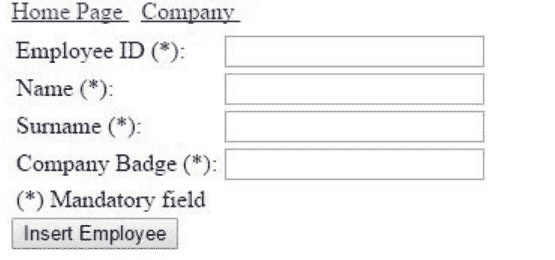 Home Page Company
Employee ID (*):
Name (*):
Surname (*):
Company Badge (*):
(*) Mandatory field
Insert Employee